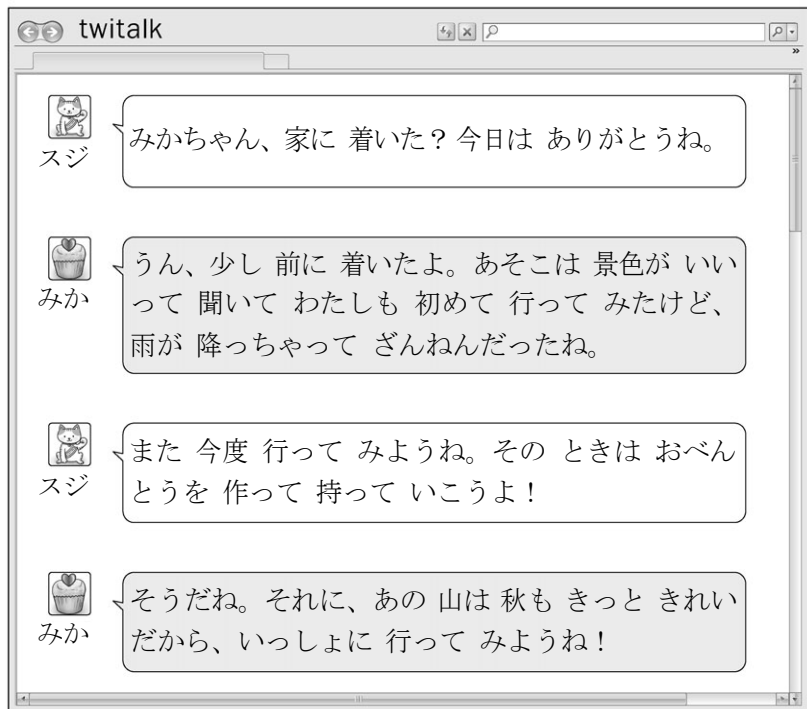 twitalk
»
スジ
みかちゃん、家に 着いた？今日は ありがとうね。
みか
うん、少し 前に 着いたよ。あそこは 景色が いい
って 聞いて わたしも 初めて 行って みたけど、
雨が 降っちゃって ざんねんだったね。
スジ
また 今度 行って みようね。その ときは おべん
とうを 作って 持って いこうよ！
みか
そうだね。それに、あの 山は 秋も きっと きれい
だから、いっしょに 行って みようね！